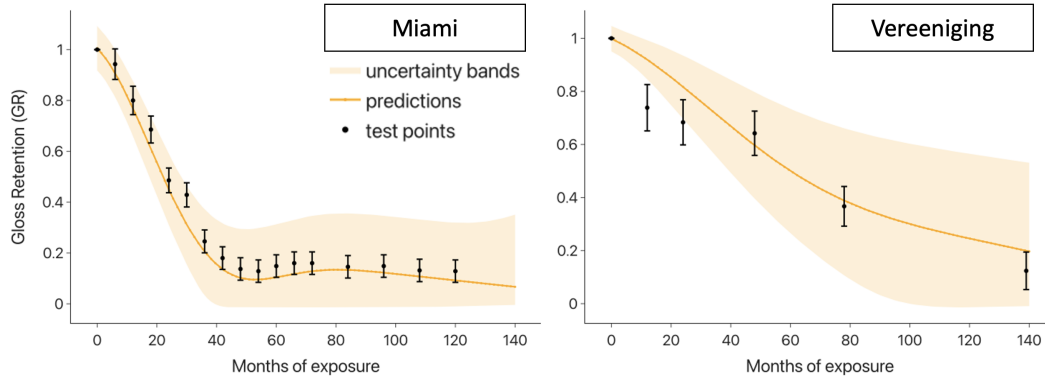 Miami
uncertainty bands
predictions
test points
Gloss Retention (GR)
1
0.8
0.6
0.4
0.2
0
0 20 40 60 80 100 120 140
Months of exposure
Vereeniging
1
0.8
0.6
0.4
0.2
0
0 20 40 60 80 100 120 140
Months of exposure